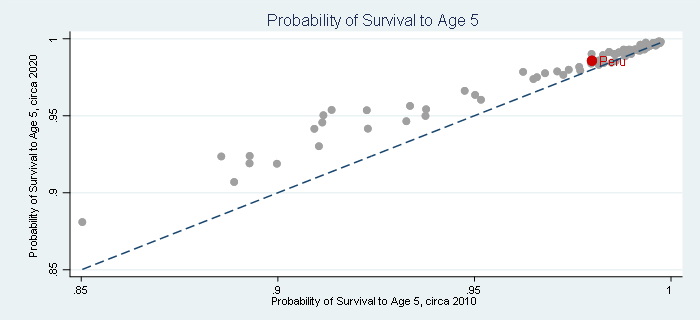 Probability of Survival to Age 5
Probability of Survival to Age 5, circa 2020
1
.95
.9
.85
Peru
.85
.9
.95
1
Probability of Survival to Age 5, circa 2010